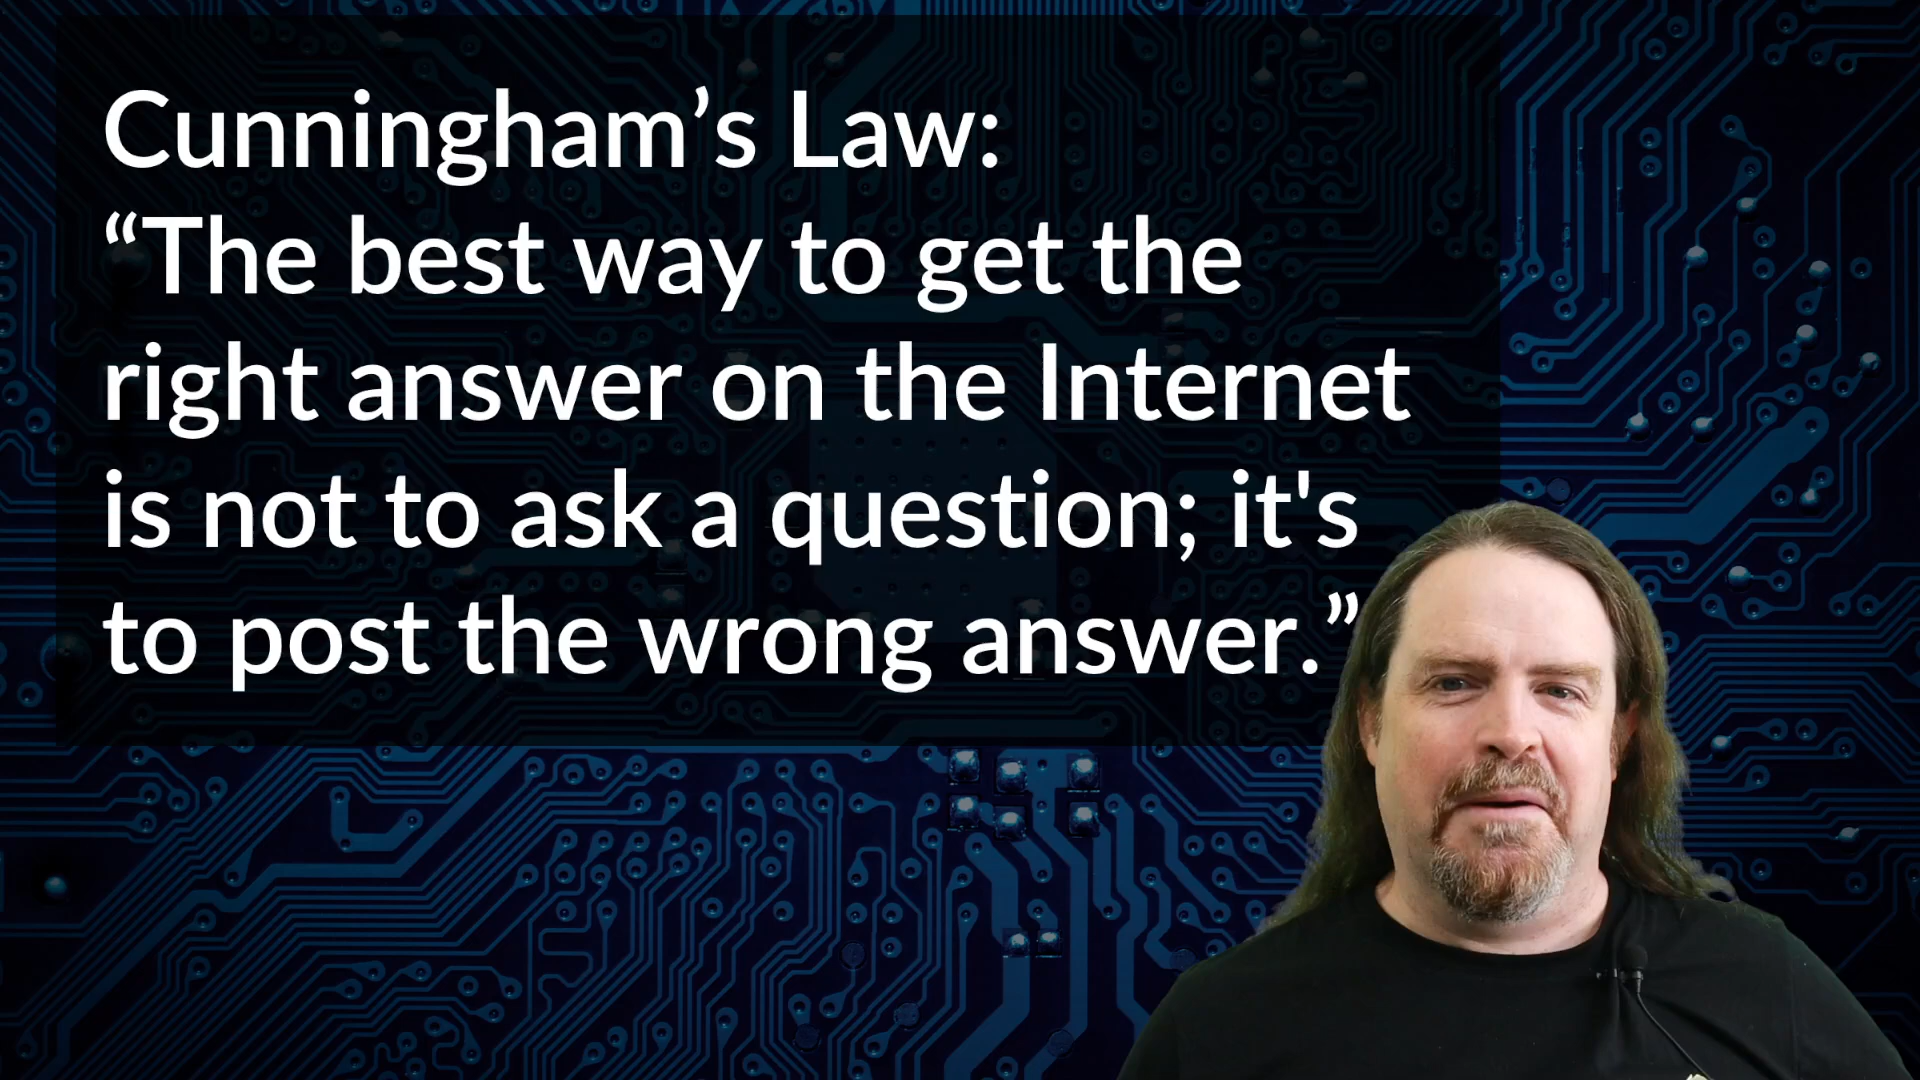 Cunningham’s Law:
“The best way to get the
right answer on the Internet
is not to ask a question; it's
to post the wrong answer.”